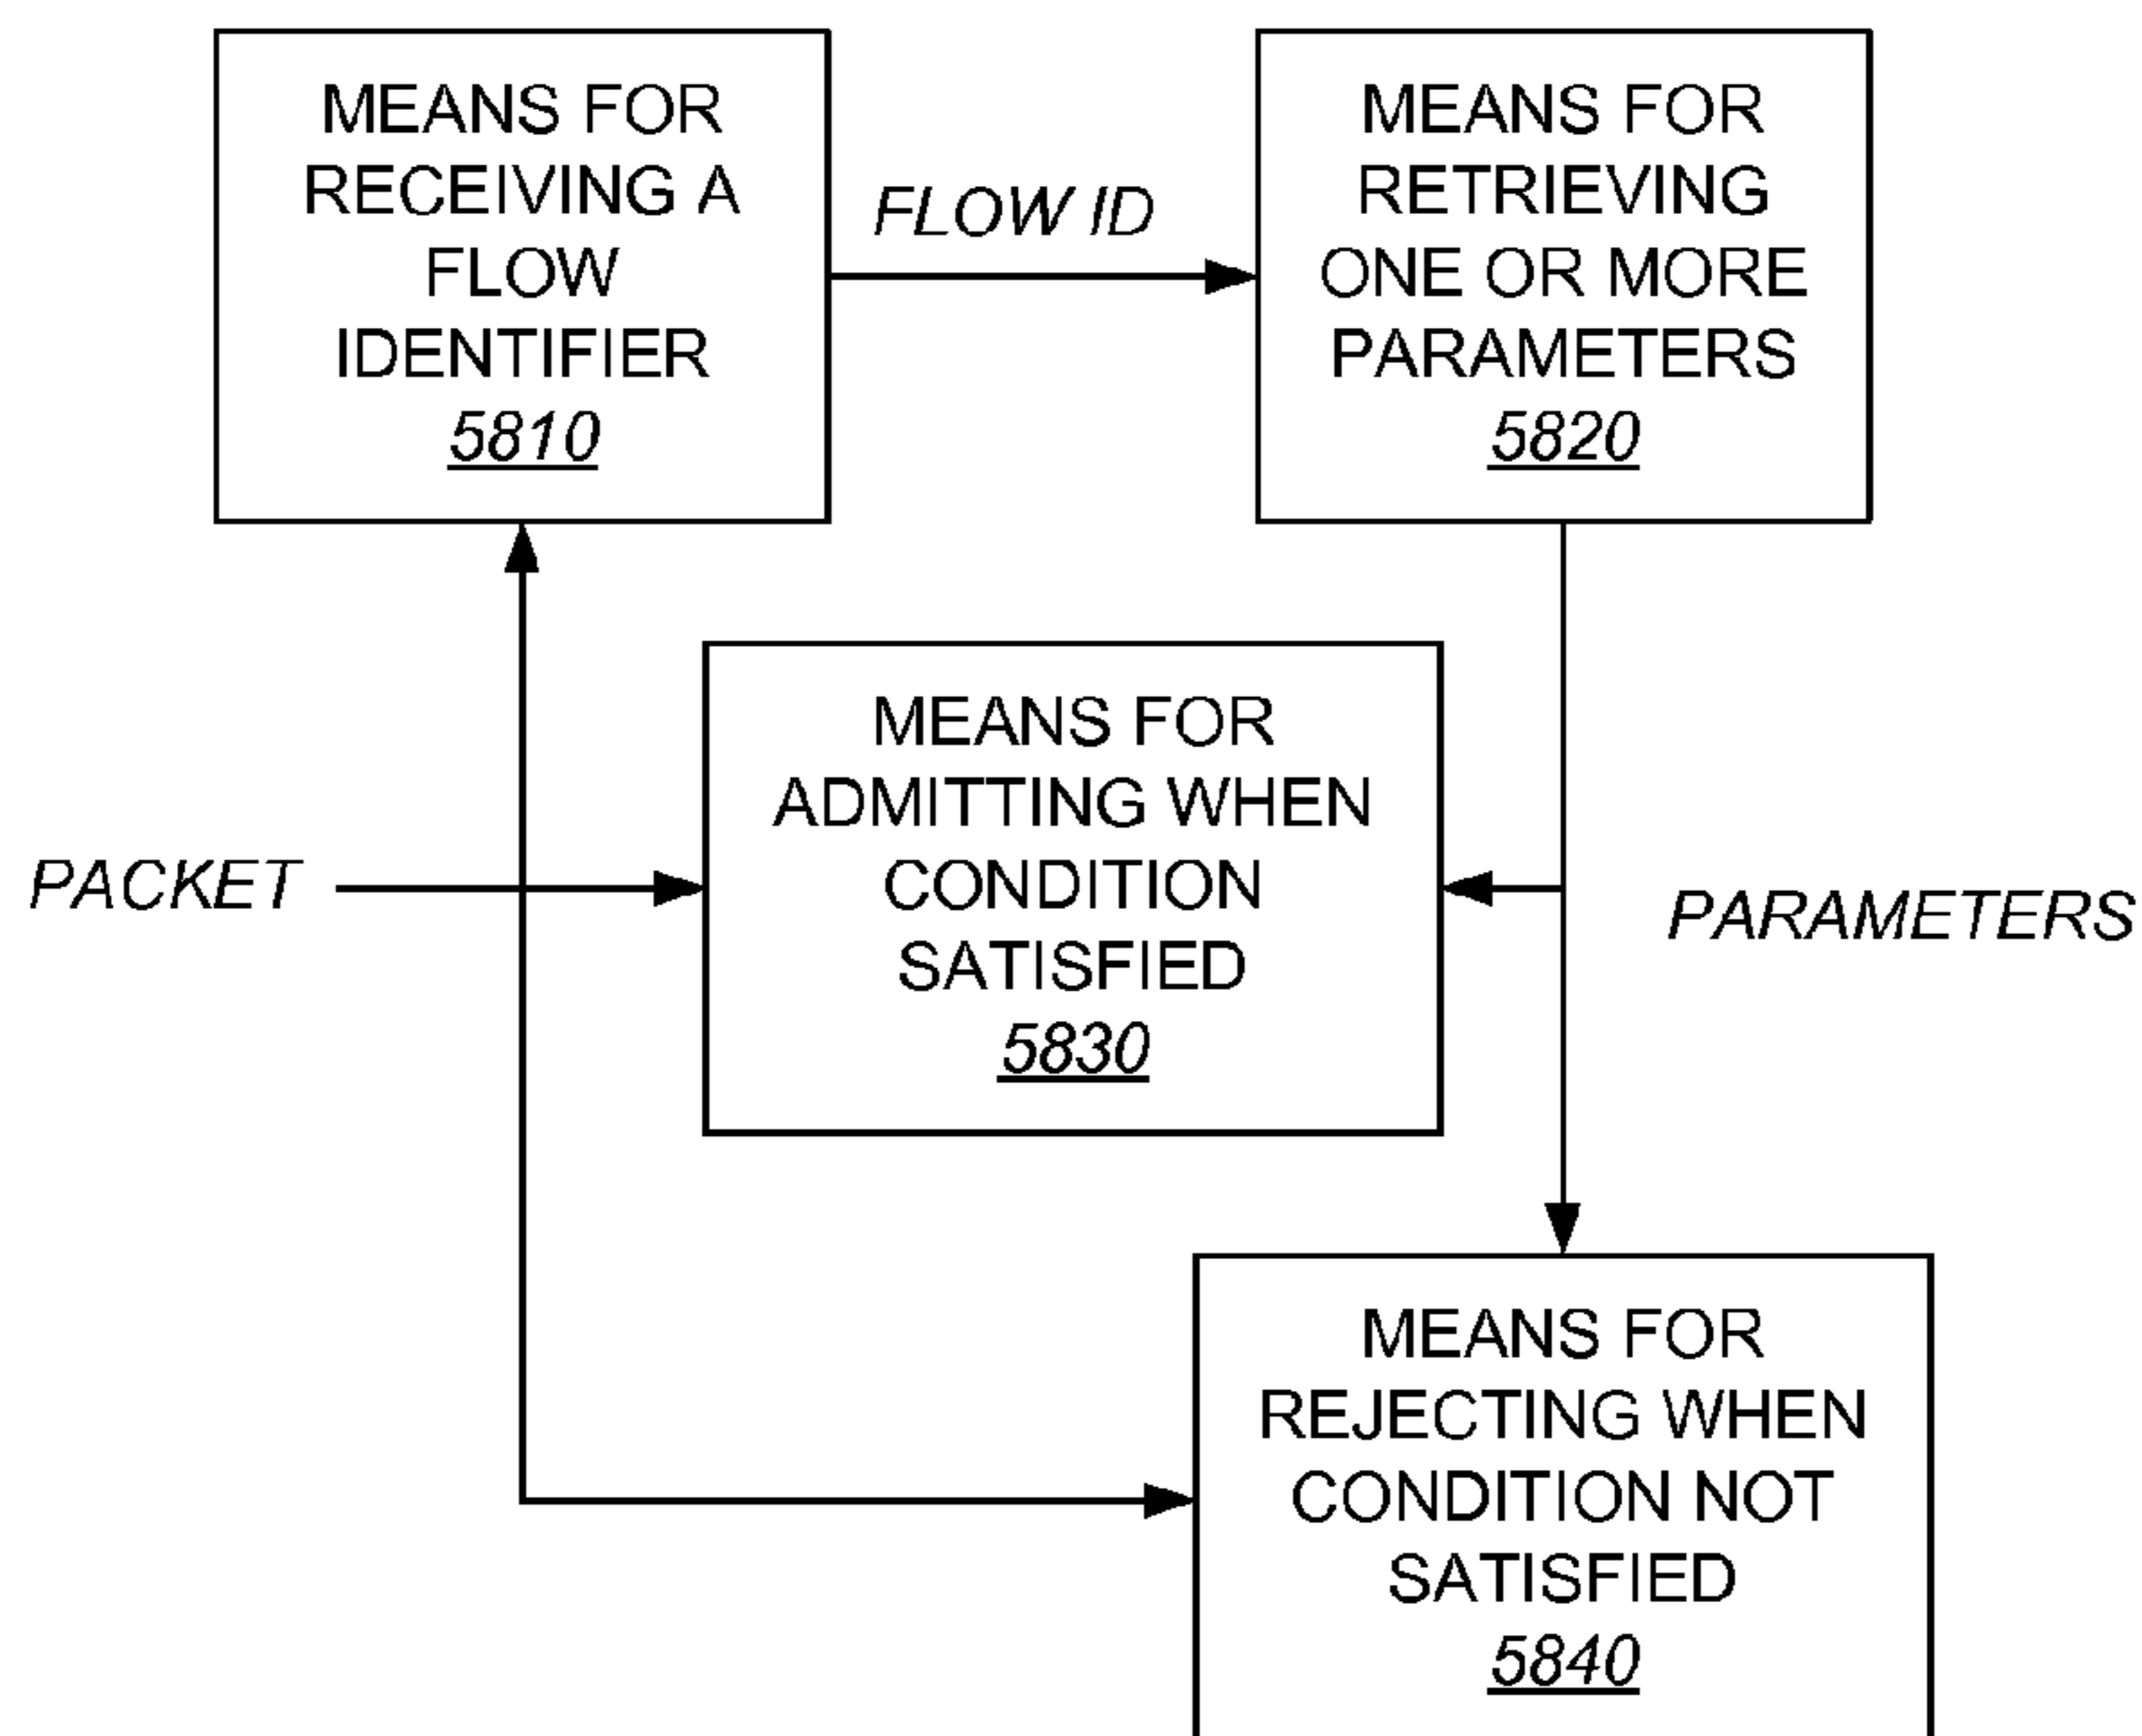 MEANS FOR
RECEIVING A
FLOW
IDENTIFIER
5810
FLOW ID
MEANS FOR
RETRIEVING
ONE OR MORE
PARAMETERS
5820
PACKET
MEANS FOR
ADMITTING WHEN
CONDITION
SATISFIED
5830
PARAMETERS
MEANS FOR
REJECTING WHEN
CONDITION NOT
SATISFIED
5840